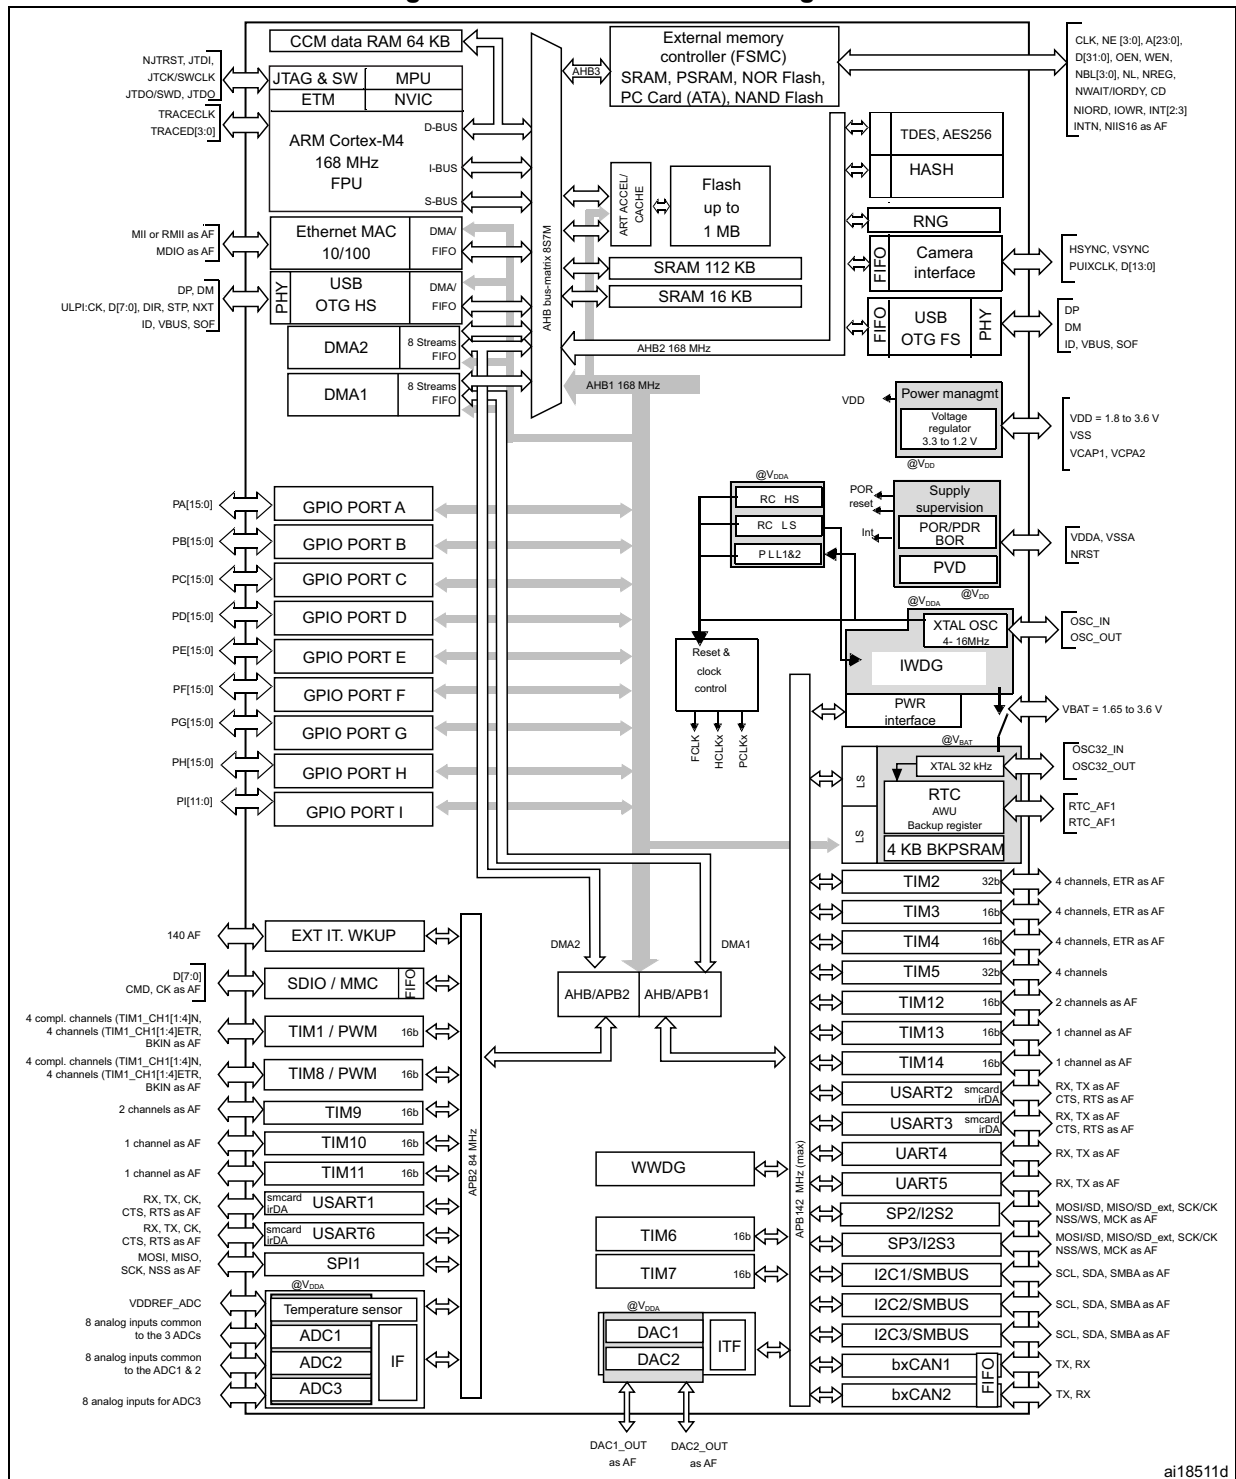 CCM data RAM 64 KB
External memory
controller (FSMC)
SRAM, PSRAM, NOR Flash,
PC Card (ATA), NAND Flash
AHB3
CLK, NE [3:0], A[23:0],
D[31:0], OEN, WEN,
NBL[3:0], NL, NREG,
NWAIT/IORDY, CD
NIORD, IOWR, INT[2:3]
INTN, NIIS16 as AF
NJTRST, JTDI,
JTCK/SWCLK
JTDO/SWD, JTDO
TRACECLK
TRACED[3:0]
JTAG & SW
MPU
ETM
NVIC
ARM Cortex-M4
168 MHz
FPU
D-BUS
I-BUS
S-BUS
AHB bus-matrix 8S7M
ART ACCEL/
CACHE
Flash
up to
1 MB
SRAM 112 KB
SRAM 16 KB
AHB2 168 MHz
AHB1 168 MHz
TDES, AES256
HASH
RNG
FIFO
Camera
interface
HSYNC, VSYNC
PUIXCLK, D[13:0]
FIFO
USB
OTG FS
PHY
DP
DM
ID, VBUS, SOF
MII or RMII as AF
MDIO as AF
Ethernet MAC
10/100
DMA/
FIFO
DP, DM
ULPI:CK, D[7:0], DIR, STP, NXT
ID, VBUS, SOF
PHY
USB
OTG HS
DMA/
FIFO
DMA2
8 Streams
FIFO
DMA1
8 Streams
FIFO
VDD
Power managmt
Voltage
regulator
3.3 to 1.2 V
@VDD
VDD = 1.8 to 3.6 V
VSS
VCAP1, VCPA2
@VDDA
RC HS
RC LS
PLL1&2
POR
reset
Int
Supply
supervision
POR/PDR
BOR
PVD
@VDD
VDDA, VSSA
NRST
@VDDA
XTAL OSC
4- 16MHz
IWDG
OSC_IN
OSC_OUT
PWR
interface
VBAT = 1.65 to 3.6 V
Reset &
clock
control
FCLK
HCLKx
PCLKx
@VBAT
LS
LS
XTAL 32 kHz
RTC
AWU
Backup register
4 KB BKPSRAM
OSC32_IN
OSC32_OUT
RTC_AF1
RTC_AF1
PA[15:0]
GPIO PORT A
PB[15:0]
GPIO PORT B
PC[15:0]
GPIO PORT C
PD[15:0]
GPIO PORT D
PE[15:0]
GPIO PORT E
PF[15:0]
GPIO PORT F
PG[15:0]
GPIO PORT G
PH[15:0]
GPIO PORT H
PI[11:0]
GPIO PORT I
DMA2
DMA1
AHB/APB2
AHB/APB1
140 AF
EXT IT. WKUP
D[7:0]
CMD, CK as AF
SDIO / MMC
FIFO
4 compl. channels (TIM1_CH1[1:4]N,
4 channels (TIM1_CH1[1:4]ETR,
BKIN as AF
TIM1 / PWM 16b
4 compl. channels (TIM1_CH1[1:4]N,
4 channels (TIM1_CH1[1:4]ETR,
BKIN as AF
TIM8 / PWM 16b
2 channels as AF
TIM9 16b
1 channel as AF
TIM10 16b
1 channel as AF
TIM11 16b
RX, TX, CK,
CTS, RTS as AF
smcard
irDA
USART1
RX, TX, CK,
CTS, RTS as AF
smcard
irDA
USART6
MOSI, MISO,
SCK, NSS as AF
SPI1
@VDDA
VDDREF_ADC
Temperature sensor
8 analog inputs common
to the 3 ADCs
ADC1
8 analog inputs common
to the ADC1 & 2
ADC2
8 analog inputs for ADC3
ADC3
IF
APB2 84 MHz
WWDG
TIM6 16b
TIM7 16b
@VDDA
DAC1
DAC2
ITF
DAC1_OUT
as AF
DAC2_OUT
as AF
APB142 MHz (max)
TIM2 32b
4 channels, ETR as AF
TIM3 16b
4 channels, ETR as AF
TIM4 16b
4 channels, ETR as AF
TIM5 32b
4 channels
TIM12 16b
2 channels as AF
TIM13 16b
1 channel as AF
TIM14 16b
1 channel as AF
USART2
smcard
irDA
RX, TX as AF
CTS, RTS as AF
USART3
smcard
irDA
RX, TX as AF
CTS, RTS as AF
UART4
RX, TX as AF
UART5
RX, TX as AF
SP2/I2S2
MOSI/SD, MISO/SD_ext, SCK/CK
NSS/WS, MCK as AF
SP3/I2S3
MOSI/SD, MISO/SD_ext, SCK/CK
NSS/WS, MCK as AF
I2C1/SMBUS
SCL, SDA, SMBA as AF
I2C2/SMBUS
SCL, SDA, SMBA as AF
I2C3/SMBUS
SCL, SDA, SMBA as AF
bxCAN1
TX, RX
bxCAN2
TX, RX
FIFO
ai18511d